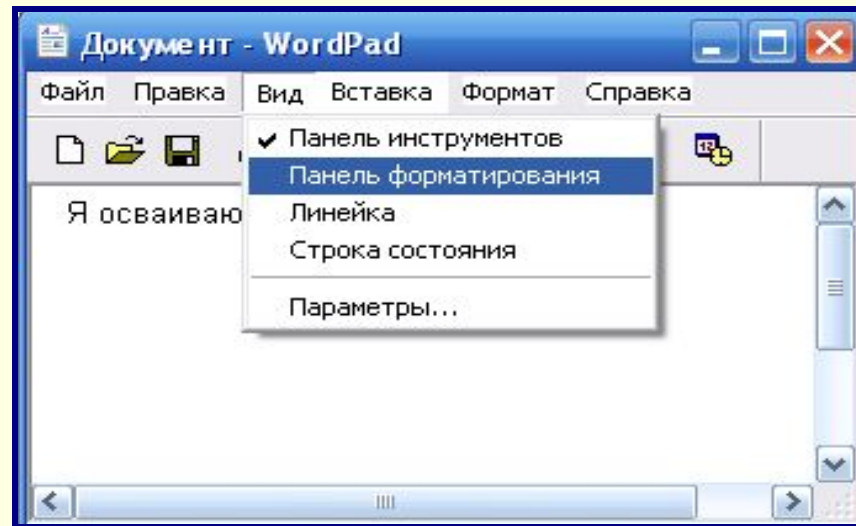 Документ - WordPad
Файл Правка Вид Вставка Формат Справка
Панель инструментов
Панель форматирования
Я осваиваю
Линейка
Строка состояния
Параметры...